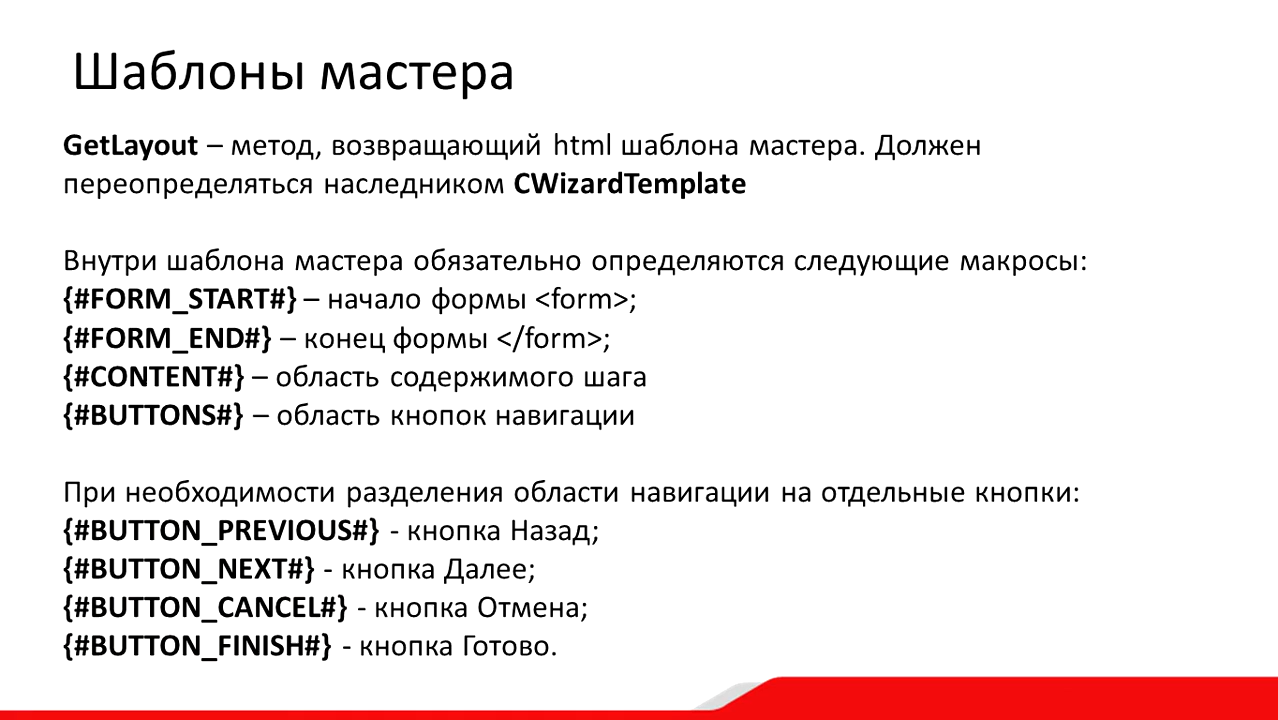 Шаблоны мастера
GetLayout – метод, возвращающий html шаблона мастера. Должен
переопределяться наследником CWizardTemplate
Внутри шаблона мастера обязательно определяются следующие макросы:
{#FORM_START#} – начало формы <form>;
{#FORM_END#} – конец формы </form>;
{#CONTENT#} – область содержимого шага
{#BUTTONS#} – область кнопок навигации
При необходимости разделения области навигации на отдельные кнопки:
{#BUTTON_PREVIOUS#} - кнопка Назад;
{#BUTTON_NEXT#} - кнопка Далее;
{#BUTTON_CANCEL#} - кнопка Отмена;
{#BUTTON_FINISH#} - кнопка Готово.